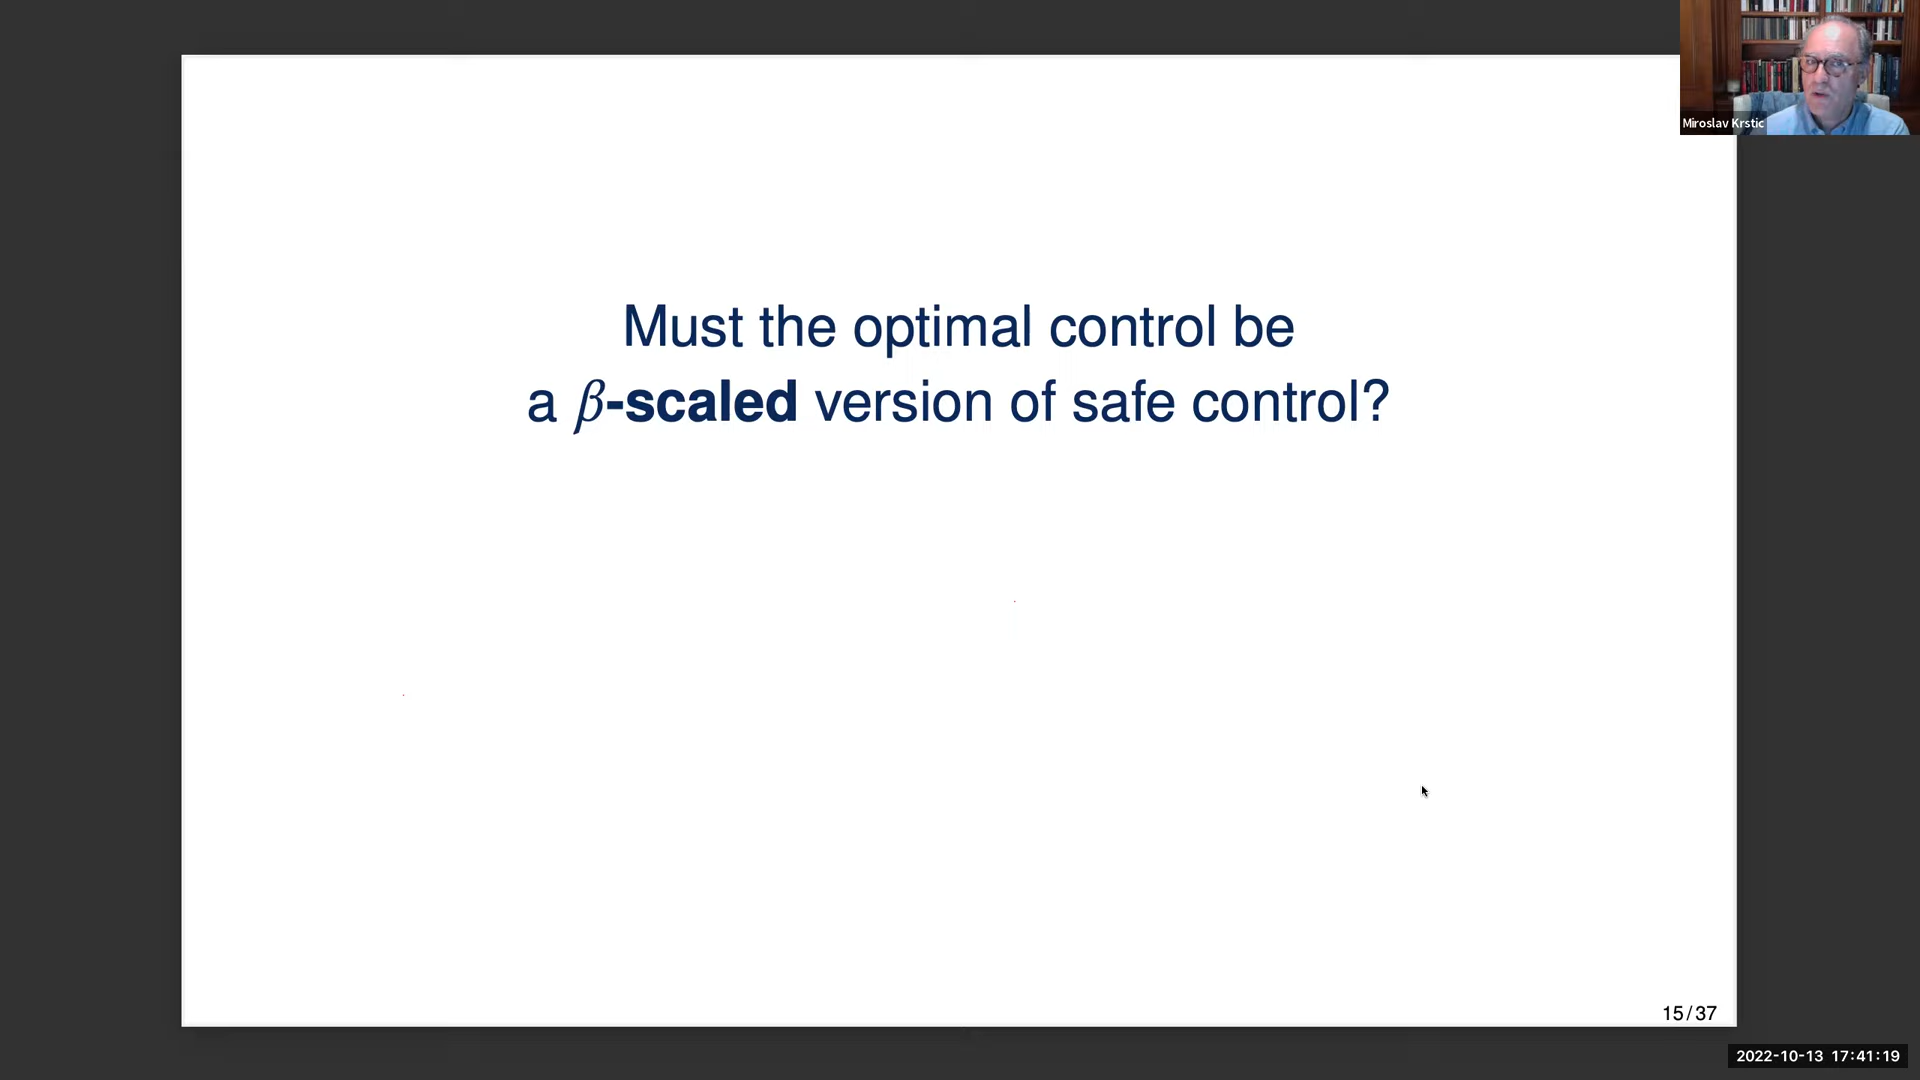 Miroslav Krstic
Must the optimal control be
a β-scaled version of safe control?
15/37
2022-10-13 17:41:19